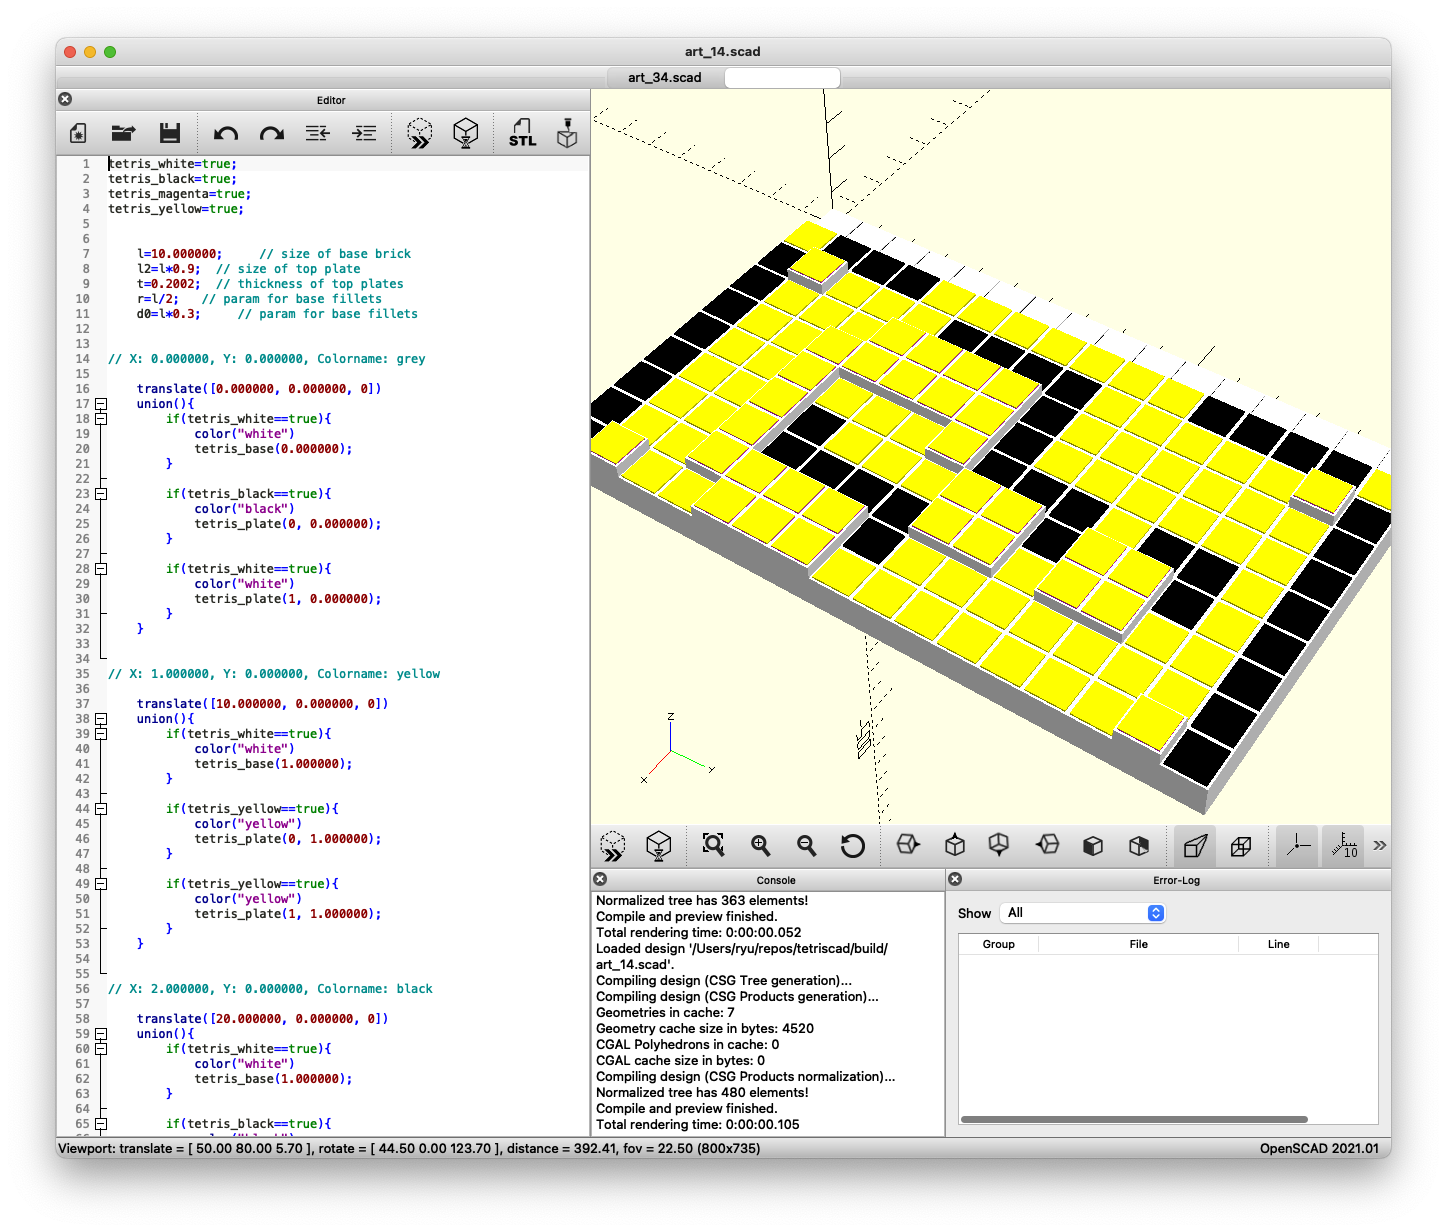 art_14.scad
art_34.scad
Editor
STL
1 tetris_white=true;
2 tetris_black=true;
3 tetris_magenta=true;
4 tetris_yellow=true;
5
6
7 l=10.000000; // size of base brick
8 l2=l*0.9; // size of top plate
9 t=0.2002; // thickness of top plates
10 r=l/2; // param for base fillets
11 d0=l*0.3; // param for base fillets
12
13
14 // X: 0.000000, Y: 0.000000, Colorname: grey
15
16 translate([0.000000, 0.000000, 0])
17 union(){
18 if(tetris_white==true){
19 color("white")
20 tetris_base(0.000000);
21 }
22
23 if(tetris_black==true){
24 color("black")
25 tetris_plate(0, 0.000000);
26 }
27
28 if(tetris_white==true){
29 color("white")
30 tetris_plate(1, 0.000000);
31 }
32 }
33
34
35 // X: 1.000000, Y: 0.000000, Colorname: yellow
36
37 translate([10.000000, 0.000000, 0])
38 union(){
39 if(tetris_white==true){
40 color("white")
41 tetris_base(1.000000);
42 }
43
44 if(tetris_yellow==true){
45 color("yellow")
46 tetris_plate(0, 1.000000);
47 }
48
49 if(tetris_yellow==true){
50 color("yellow")
51 tetris_plate(1, 1.000000);
52 }
53 }
54
55
56 // X: 2.000000, Y: 0.000000, Colorname: black
57
58 translate([20.000000, 0.000000, 0])
59 union(){
60 if(tetris_white==true){
61 color("white")
62 tetris_base(1.000000);
63 }
64
65 if(tetris_black==true){
z
x
y
10
»
Console
Normalized tree has 363 elements!
Compile and preview finished.
Total rendering time: 0:00:00.052
Loaded design '/Users/ryu/repos/tetriscad/build/
art_14.scad'.
Compiling design (CSG Tree generation)...
Compiling design (CSG Products generation)...
Geometries in cache: 7
Geometry cache size in bytes: 4520
CGAL Polyhedrons in cache: 0
CGAL cache size in bytes: 0
Compiling design (CSG Products normalization)...
Normalized tree has 480 elements!
Compile and preview finished.
Total rendering time: 0:00:00.105
Error-Log
Show All
Group File Line
Viewport: translate = [ 50.00 80.00 5.70 ], rotate = [ 44.50 0.00 123.70 ], distance = 392.41, fov = 22.50 (800x735)
OpenSCAD 2021.01